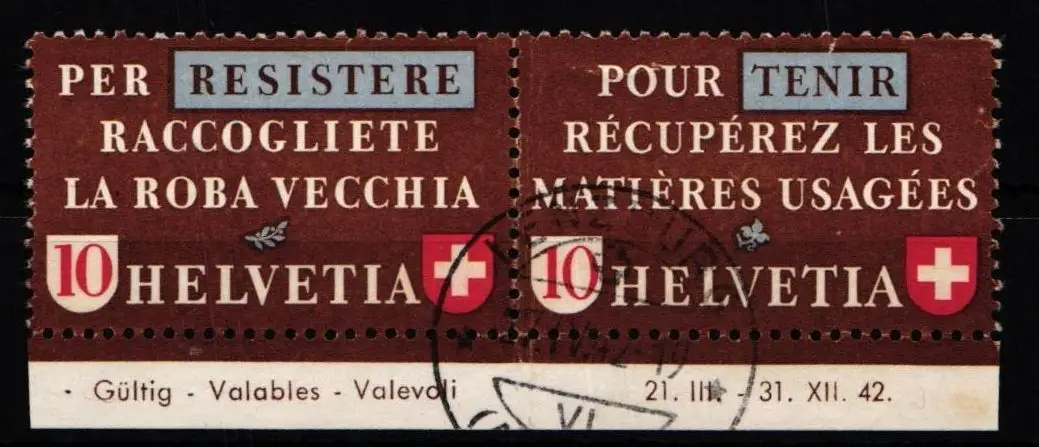 PER RESISTERE
RACCOGLIETE
LA ROBA VECCHIA
10 HELVETIA
POUR TENIR
RÉCUPÉREZ LES
MATIÈRES USAGÉES
10 HELVETIA
- Gültig - Valables - Valevoli 21. III. - 31. XII. 42.
VI